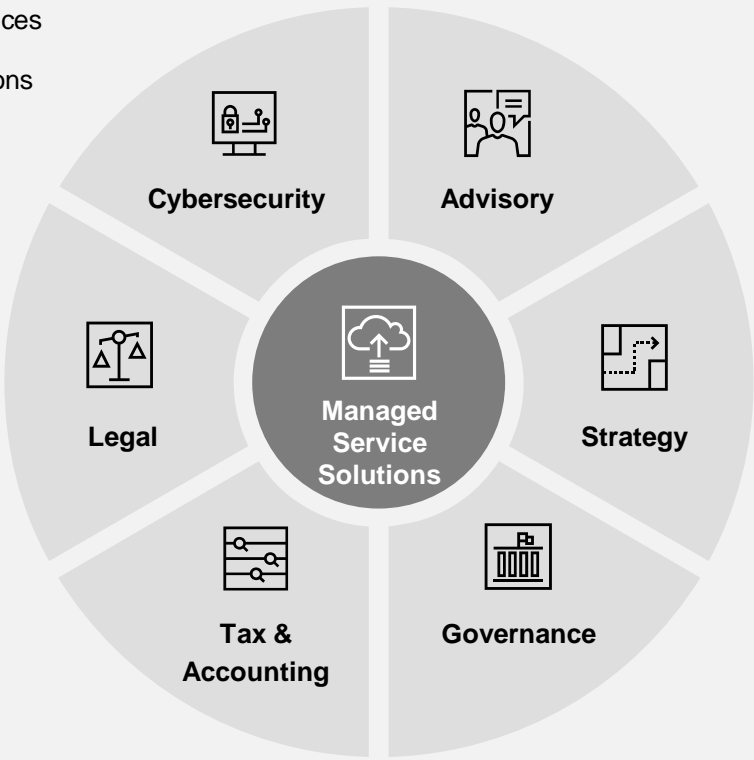 ces
ons
Cybersecurity
Advisory
Legal
Managed
Service
Solutions
Strategy
Tax &
Accounting
Governance